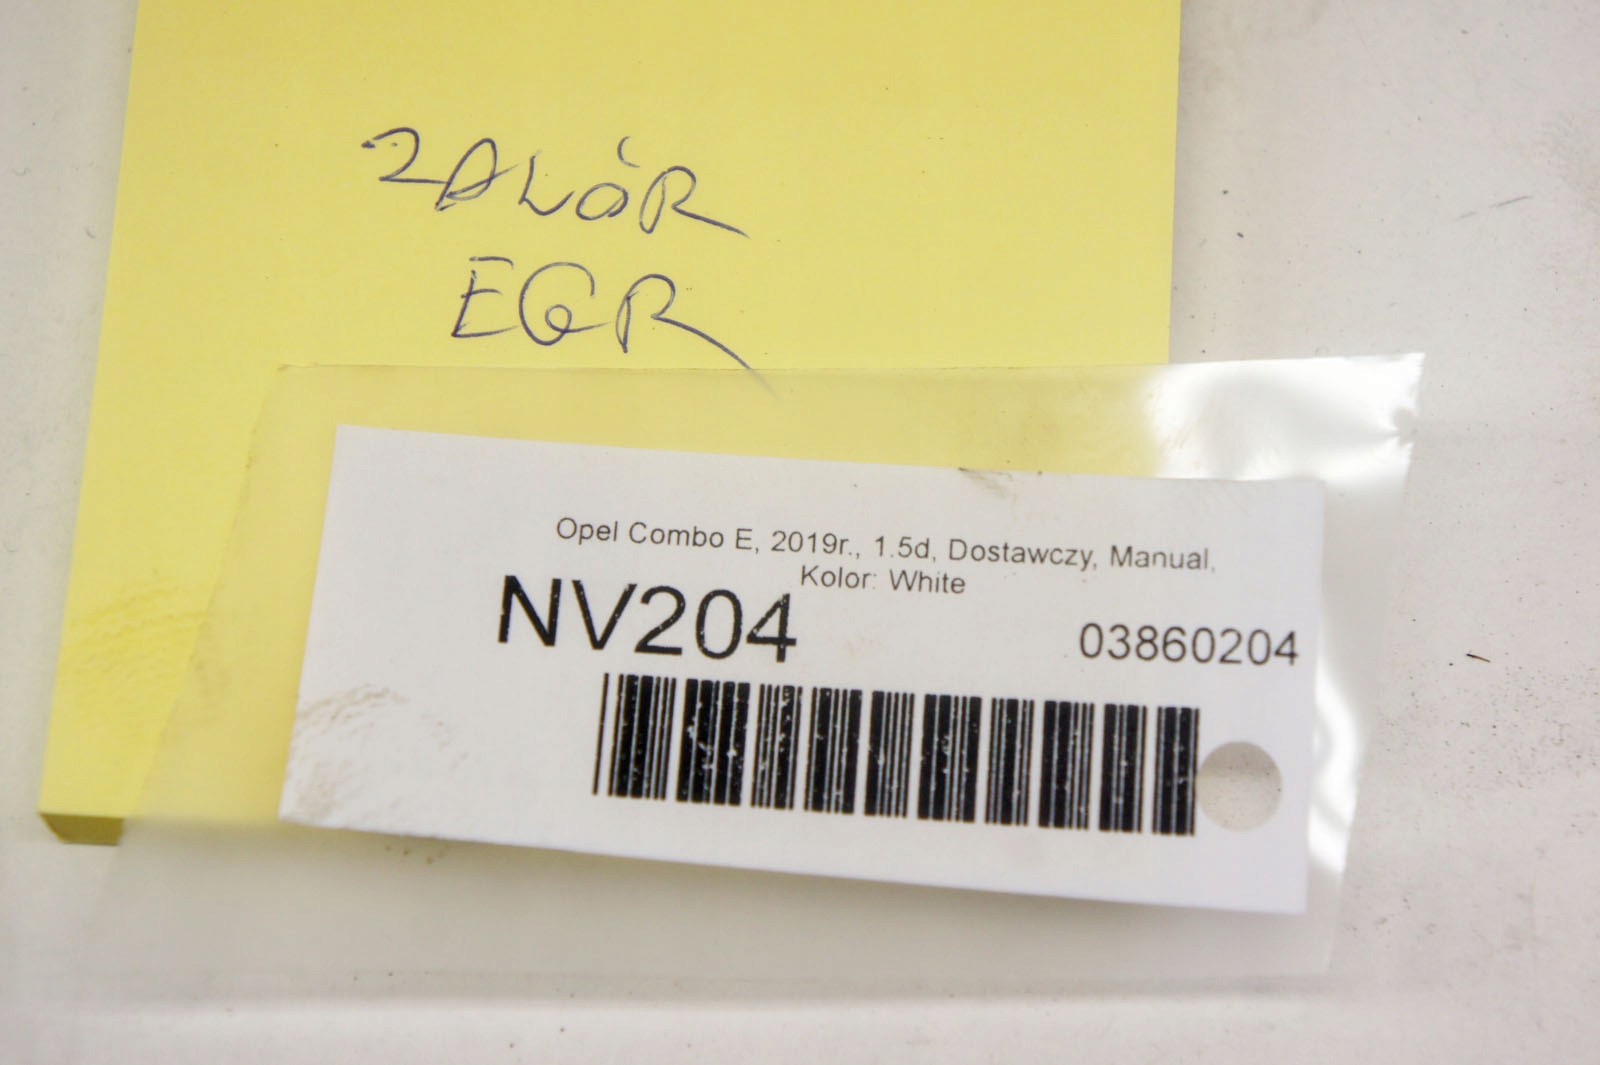 ZAWÓR
EGR
Opel Combo E, 2019r., 1.5d, Dostawczy, Manual,
Kolor: White
NV204
03860204